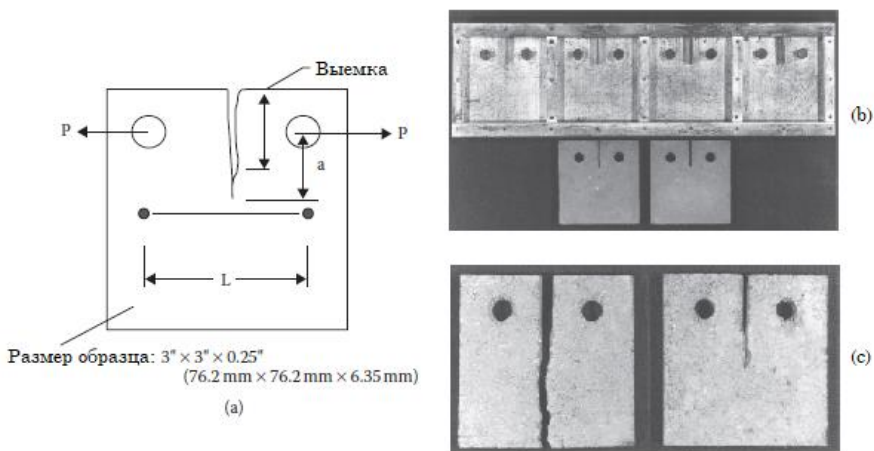 Выемка
P
P
a
L
Размер образца: 3" × 3" × 0.25"
(76.2 mm × 76.2 mm × 6.35 mm)
(a)
(b)
(c)